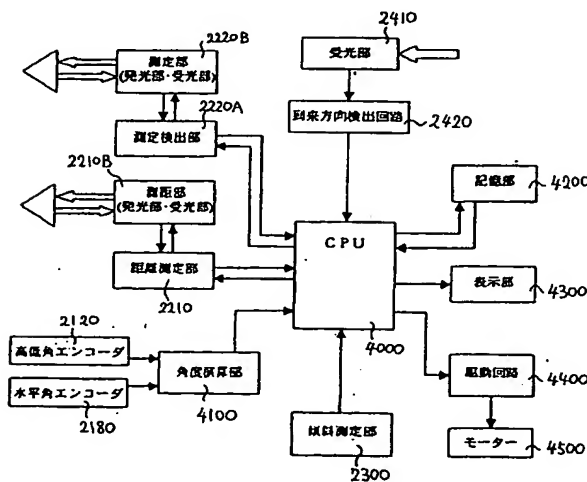 2220B
測定部
(発光部・受光部)
2220A
測定検出部
2410
受光部
到来方向検出回路
2420
2210B
測距部
(発光部・受光部)
距離測定部
2210
記憶部
4200
CPU
4000
表示部
4300
2120
高低角エンコーダ
水平角エンコーダ
2180
角度演算部
4100
傾斜測定部
2300
駆動回路
4400
モーター
4500